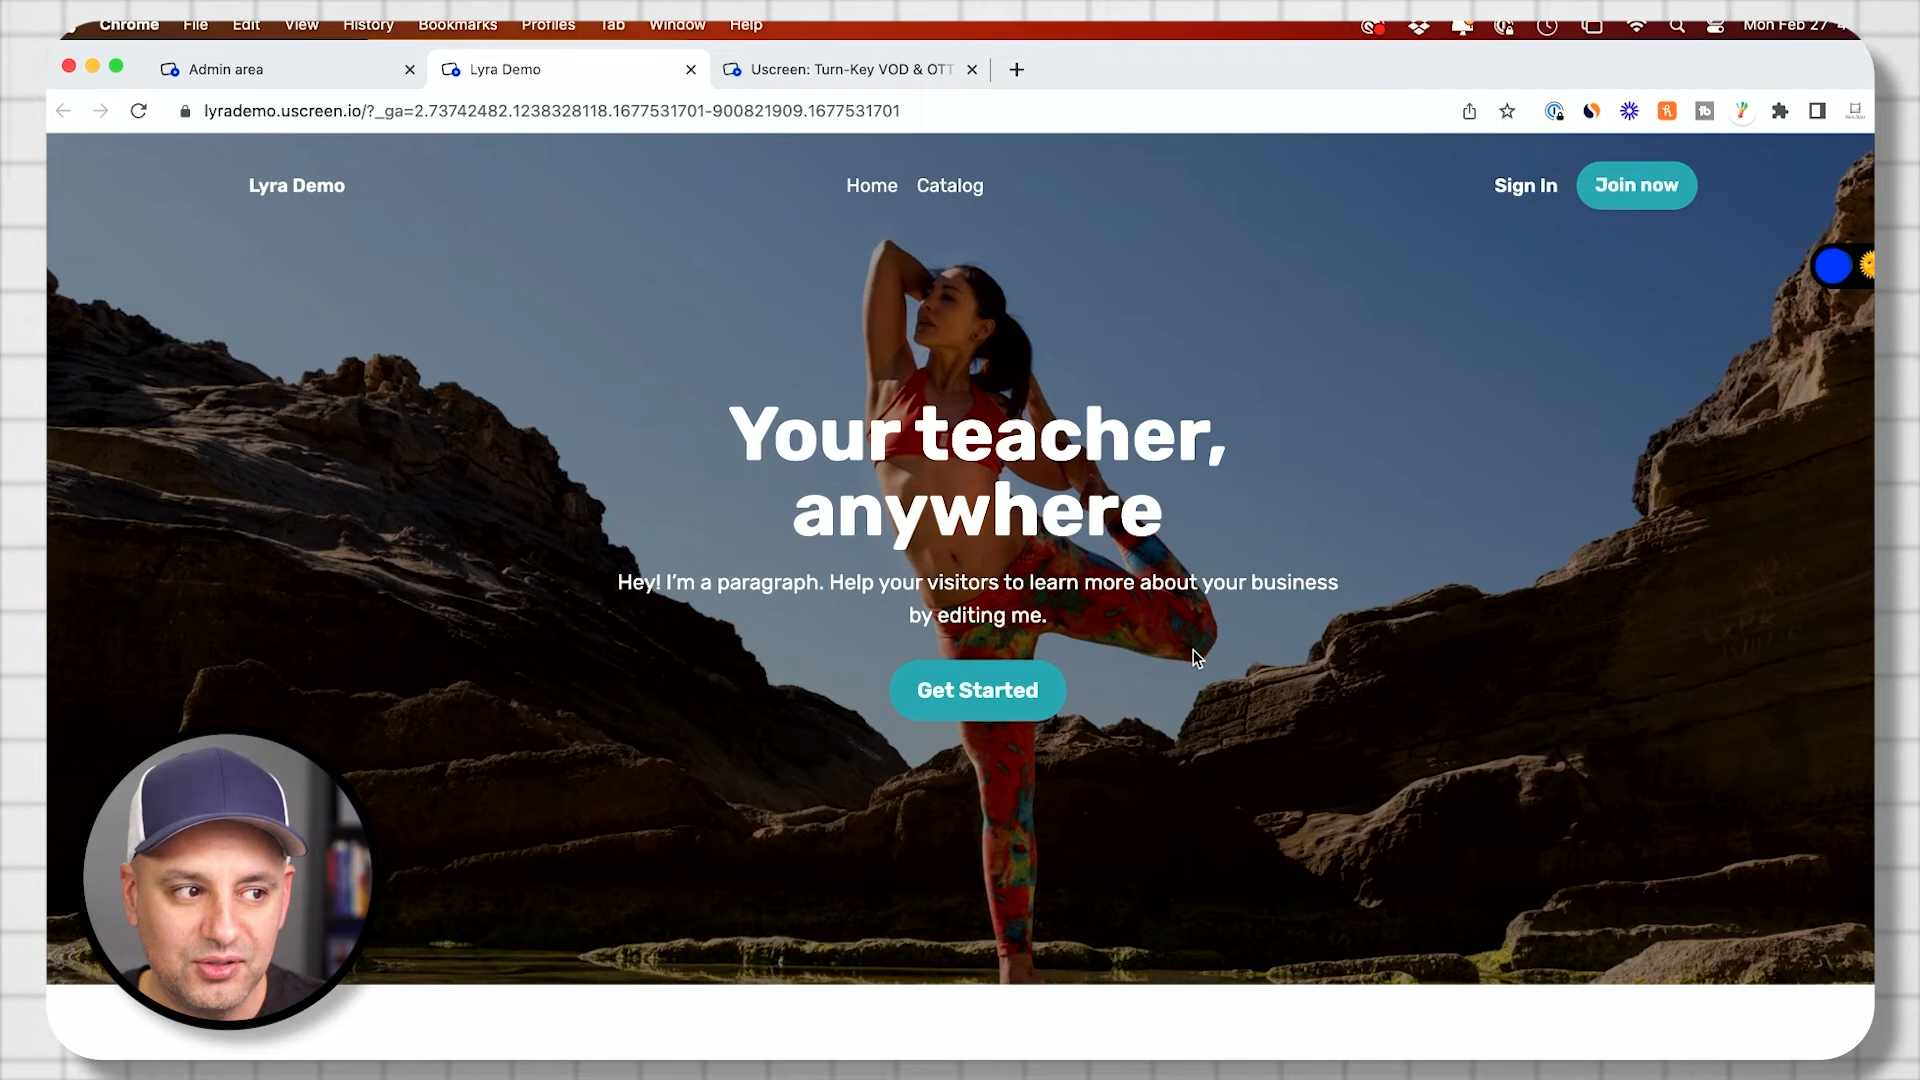 Chrome File Edit View History Bookmarks Profiles Tab Window Help Mon Feb 27
Admin area Lyra Demo Uscreen: Turn-Key VOD & OTT
lyrademo.uscreen.io/?_ga=2.73742482.1238328118.1677531701-900821909.1677531701
Lyra Demo Home Catalog Sign In Join now
Your teacher,
anywhere
Hey! I'm a paragraph. Help your visitors to learn more about your business
by editing me.
Get Started